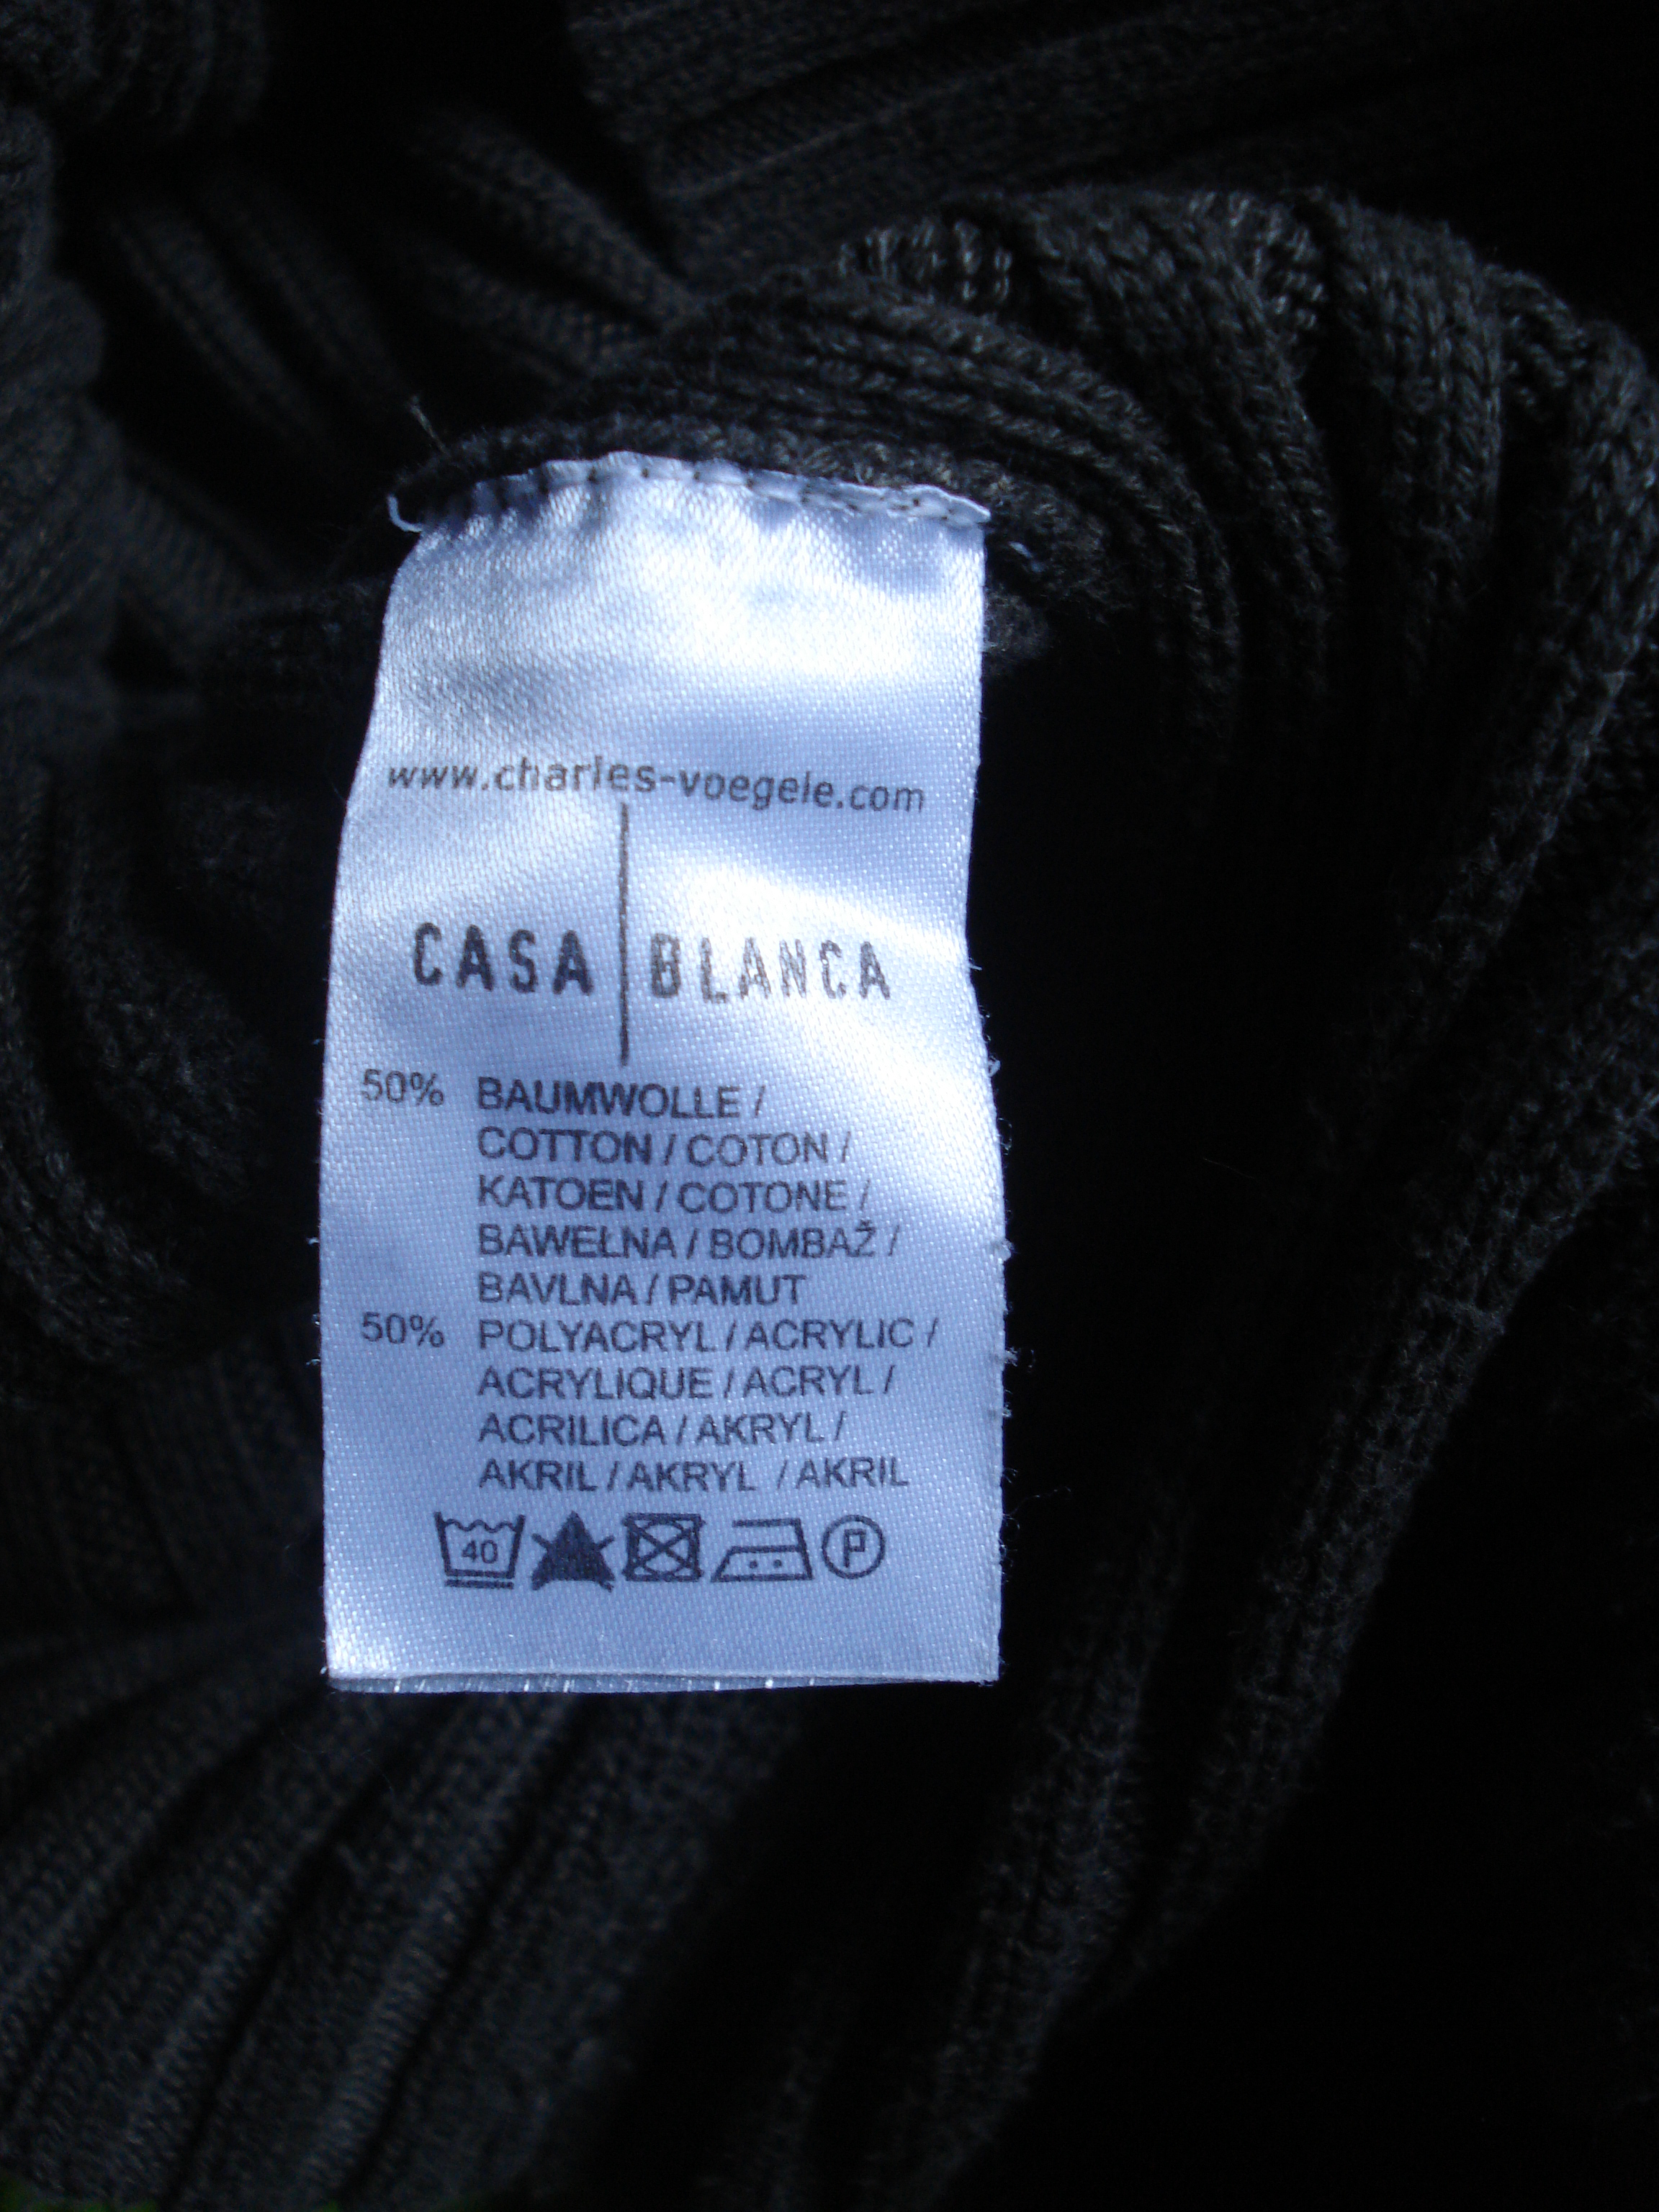 www.charles-voegele.com
CASA BLANCA
50% BAUMWOLLE /
COTTON / COTON /
KATOEN / COTONE /
BAWEŁNA / BOMBAŽ /
BAVLNA / PAMUT
50% POLYACRYL / ACRYLIC /
ACRYLIQUE / ACRYL /
ACRILICA / AKRYL /
AKRIL / AKRYL / AKRIL
40 P